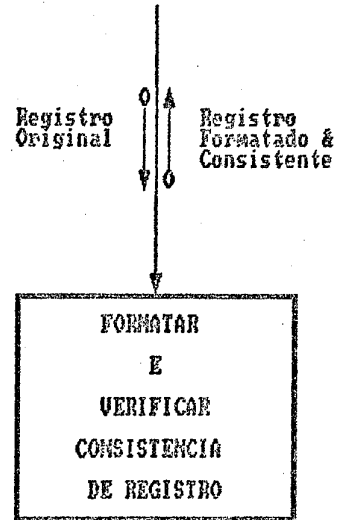 Registro
Original
Registro
Formatado &
Consistente
FORMATAR
E
VERIFICAR
CONSISTENCIA
DE REGISTRO